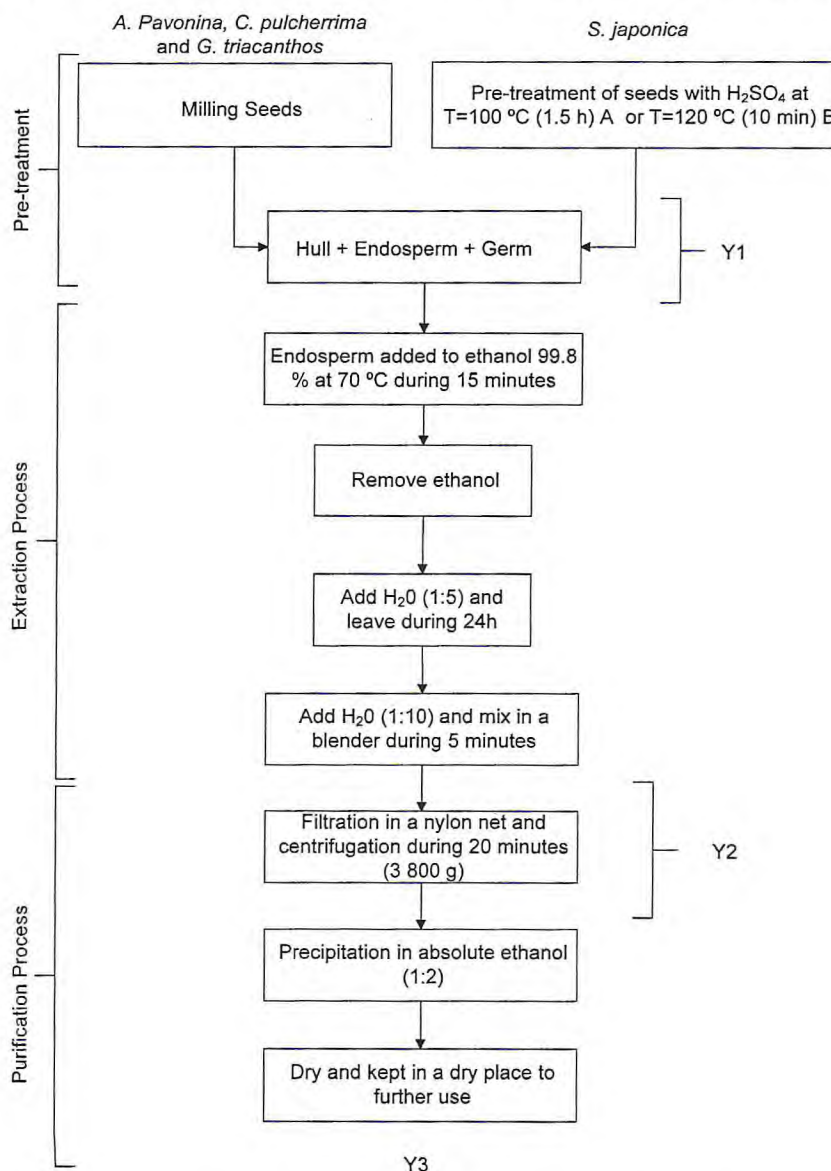 A. Pavonina, C. pulcherrima
and G. triacanthos
S. japonica
Pre-treatment
Milling Seeds
Pre-treatment of seeds with H₂SO₄ at
T=100 ºC (1.5 h) A or T=120 ºC (10 min) B
Hull + Endosperm + Germ
Y1
Extraction Process
Endosperm added to ethanol 99.8
% at 70 ºC during 15 minutes
Remove ethanol
Add H₂0 (1:5) and
leave during 24h
Add H₂0 (1:10) and mix in a
blender during 5 minutes
Purification Process
Filtration in a nylon net and
centrifugation during 20 minutes
(3 800 g)
Y2
Precipitation in absolute ethanol
(1:2)
Dry and kept in a dry place to
further use
Y3